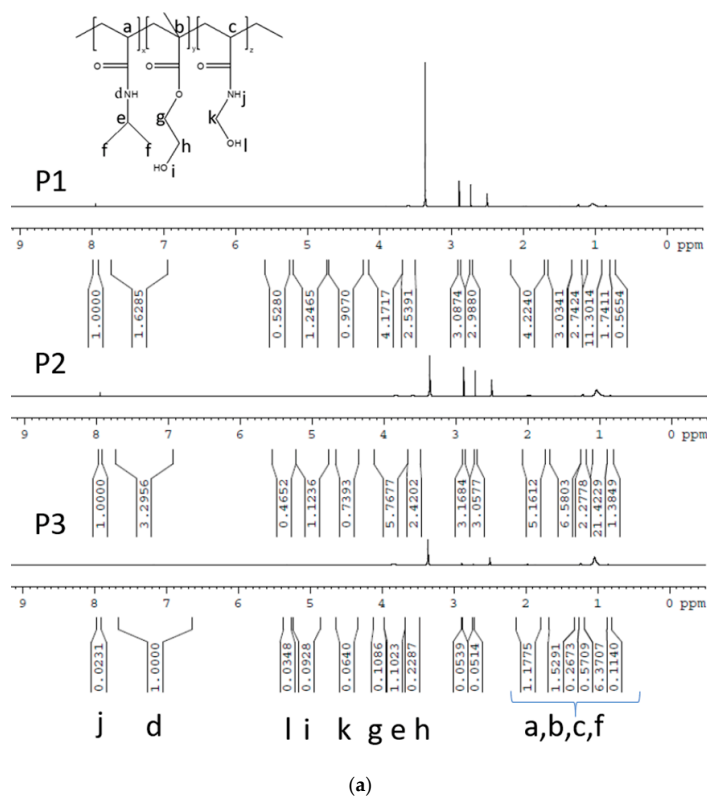 a b c
x y z
O O O
dNH O NH j
e g k
f f h OH l
HO i
P1
9 8 7 6 5 4 3 2 1 0 ppm
1.0000 1.6285 0.5280 1.2465 0.9070 4.1717 2.5391 3.0874 2.9880 4.2240 3.0341 2.7424 11.3014 1.7411 0.5654
P2
9 8 7 6 5 4 3 2 1 0 ppm
1.0000 3.2956 0.4652 1.1236 0.7393 5.7677 2.4202 3.1684 3.0577 5.1612 6.5803 2.2778 21.4229 1.3849
P3
9 8 7 6 5 4 3 2 1 0 ppm
0.0231 1.0000 0.0348 0.0928 0.0640 0.1086 1.1023 0.2287 0.0539 0.0514 1.1775 1.5291 0.2673 0.5709 6.3707 0.1140
j d l i k g e h a,b,c,f
(a)